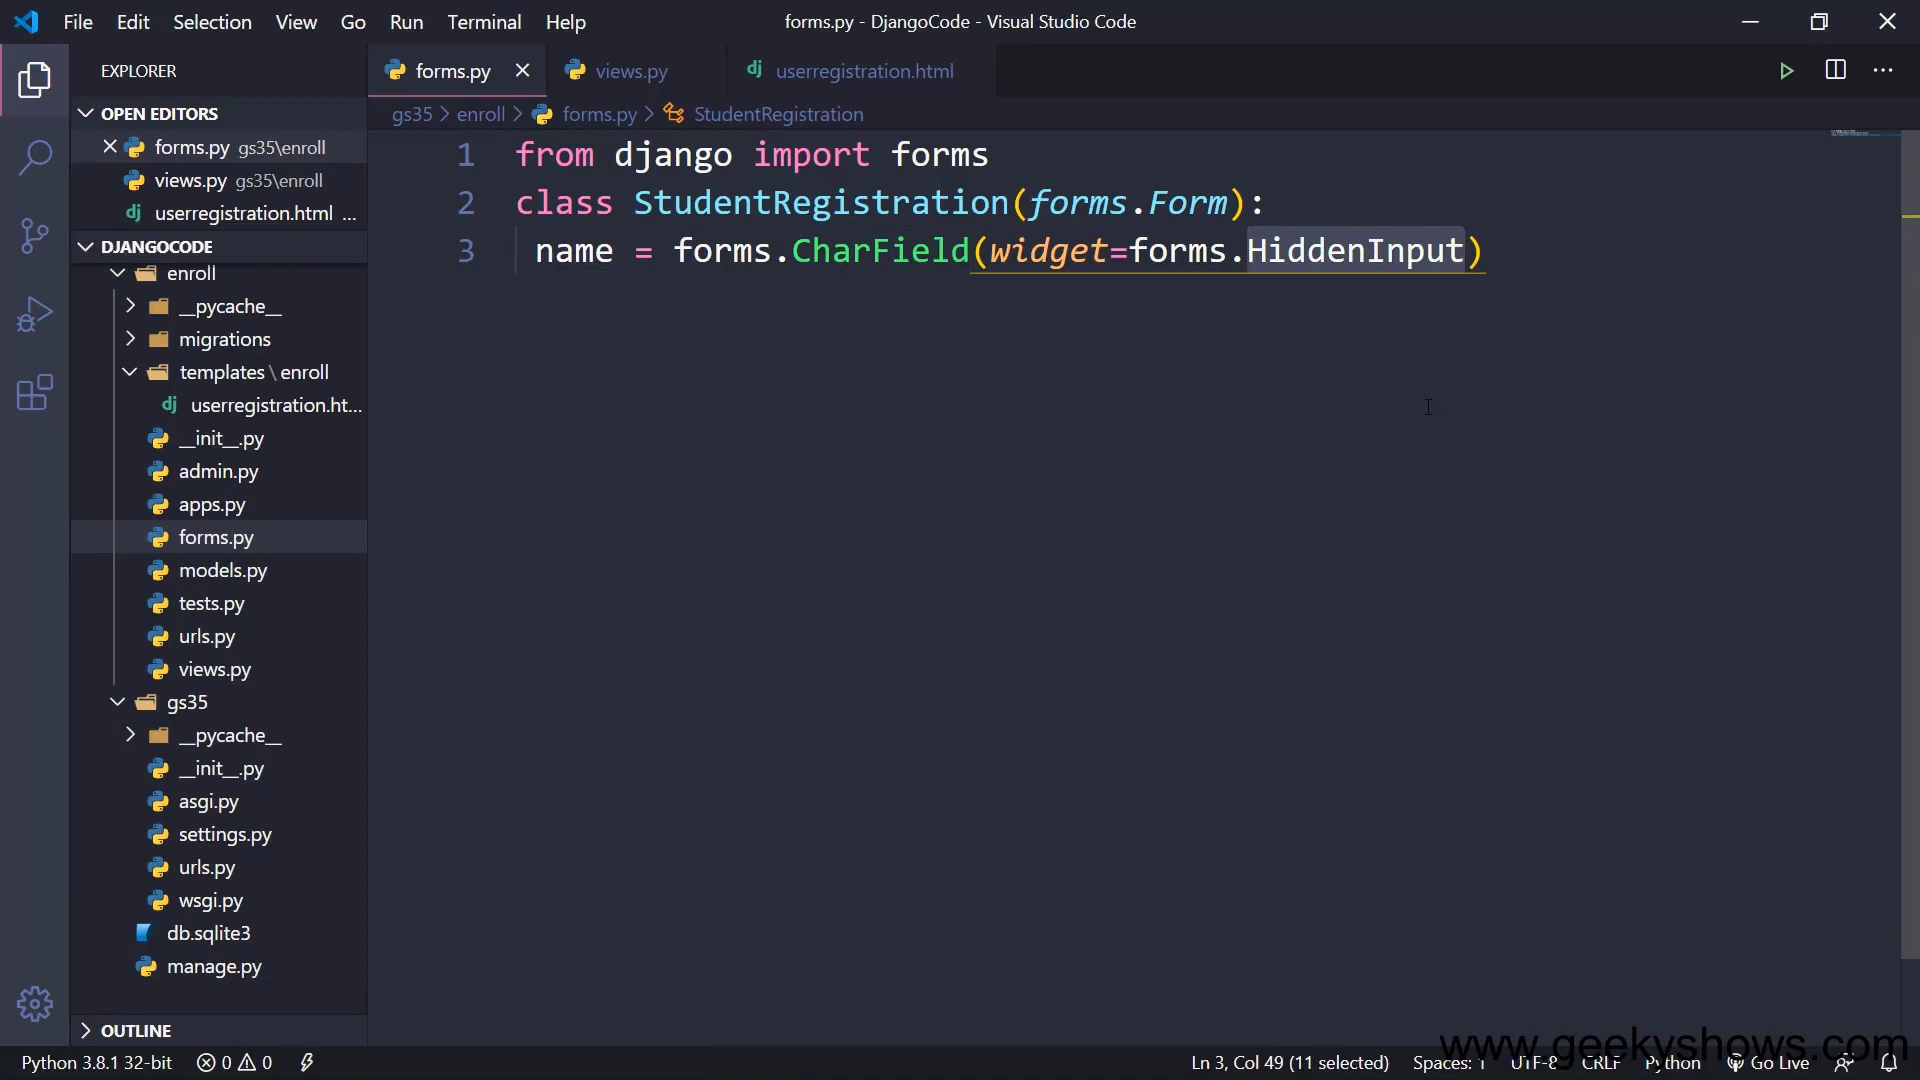 File Edit Selection View Go Run Terminal Help
forms.py - DjangoCode - Visual Studio Code
EXPLORER
OPEN EDITORS
forms.py gs35\enroll
views.py gs35\enroll
userregistration.html ...
DJANGOCODE
enroll
__pycache__
migrations
templates\enroll
userregistration.ht...
__init__.py
admin.py
apps.py
forms.py
models.py
tests.py
urls.py
views.py
gs35
__pycache__
__init__.py
asgi.py
settings.py
urls.py
wsgi.py
db.sqlite3
manage.py
OUTLINE
forms.py views.py userregistration.html
gs35 > enroll > forms.py > StudentRegistration
1 from django import forms
2 class StudentRegistration(forms.Form):
3 name = forms.CharField(widget=forms.HiddenInput)
www.geekyshows.com
Python 3.8.1 32-bit 0 0 Ln 3, Col 49 (11 selected) Spaces: 1 UTF-8 CRLF Python Go Live